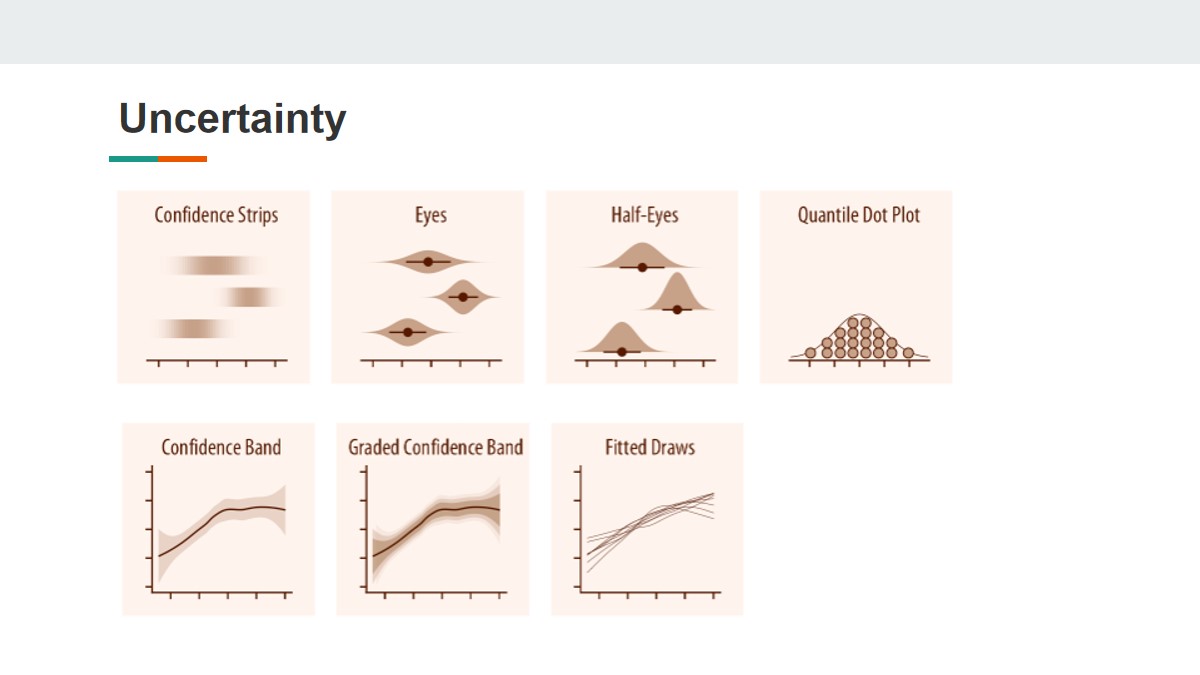 Uncertainty
Confidence Strips
Eyes
Half-Eyes
Quantile Dot Plot
Confidence Band
Graded Confidence Band
Fitted Draws